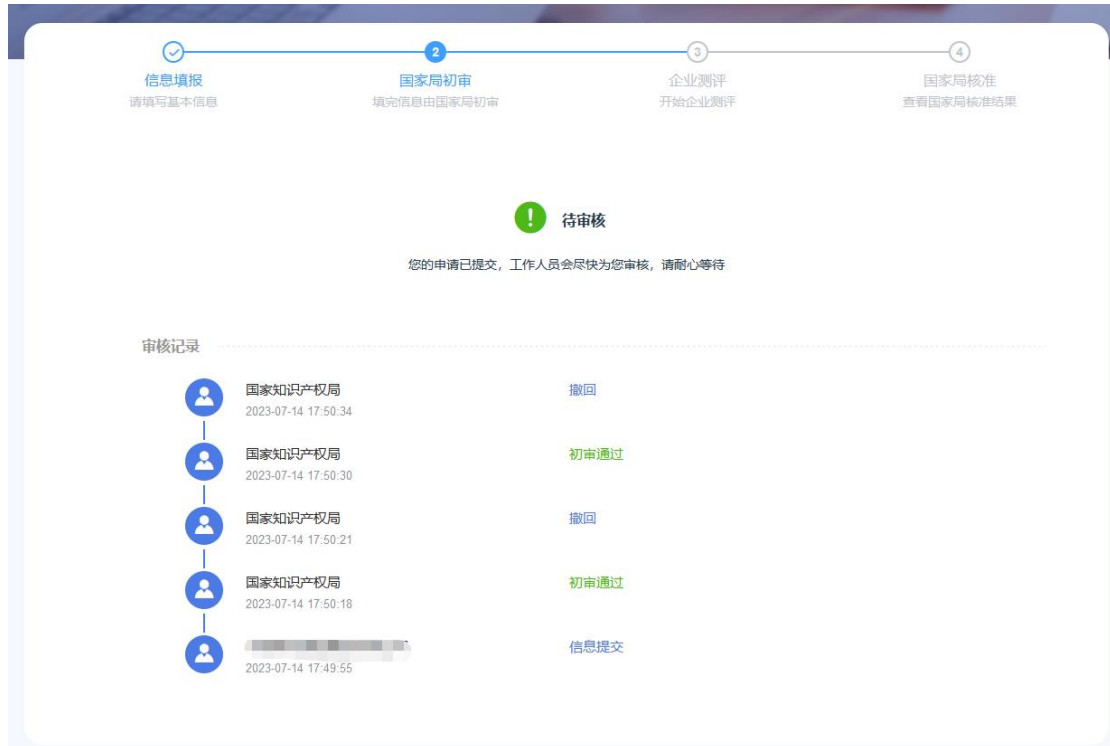 2
3
4
信息填报
国家局初审
企业测评
国家局核准
请填写基本信息
填完信息由国家局初审
开始企业测评
查看国家局核准结果
待审核
您的申请已提交，工作人员会尽快为您审核，请耐心等待
审核记录
国家知识产权局
撤回
2023-07-14 17:50:34
国家知识产权局
初审通过
2023-07-14 17:50:30
国家知识产权局
撤回
2023-07-14 17:50:21
国家知识产权局
初审通过
2023-07-14 17:50:18
信息提交
2023-07-14 17:49:55